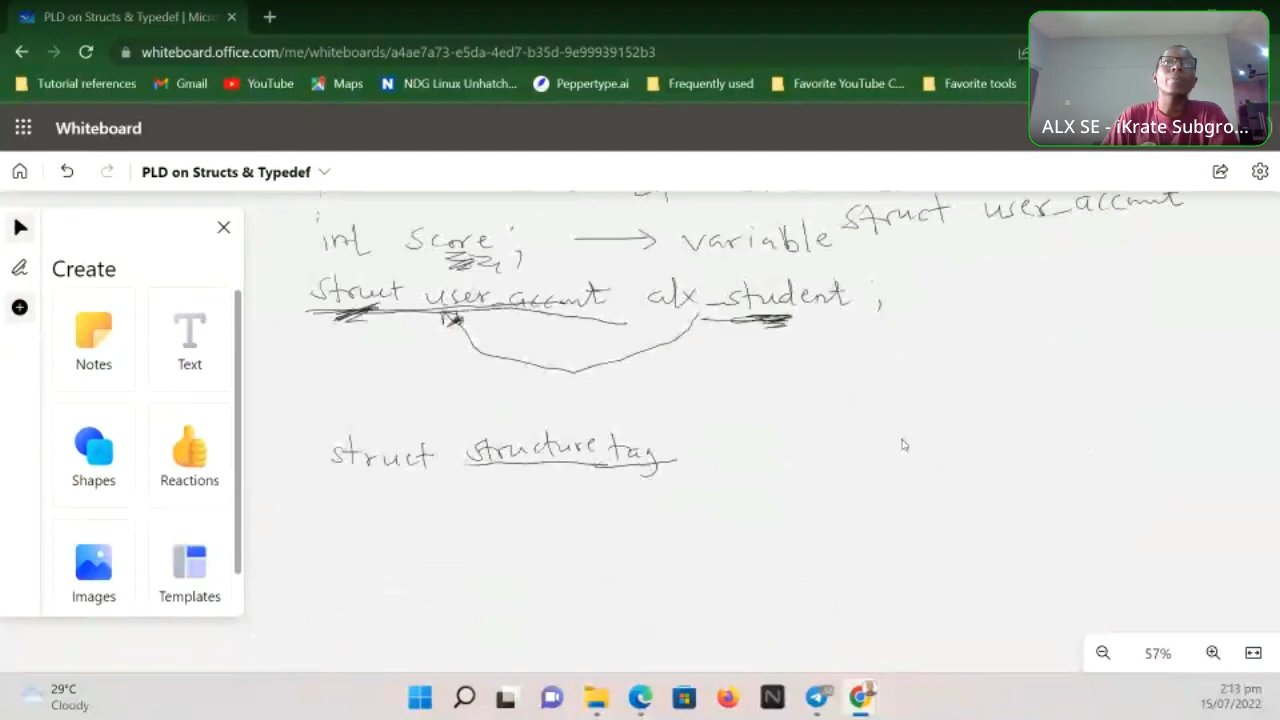 PLD on Structs & Typedef | Micr
whiteboard.office.com/me/whiteboards/a4ae7a73-e5da-4ed7-b35d-9e99939152b3
Tutorial references
Gmail
YouTube
Maps
NDG Linux Unhatch...
Peppertype.ai
Frequently used
Favorite YouTube C...
Favorite tools
ALX SE - iKrate Subgro...
Whiteboard
PLD on Structs & Typedef
struct user_account
int score; → variable
struct user_account alx_student ;
struct structure tag
Create
Notes
Text
Shapes
Reactions
Images
Templates
57%
29°C
Cloudy
2:13 pm
15/07/2022